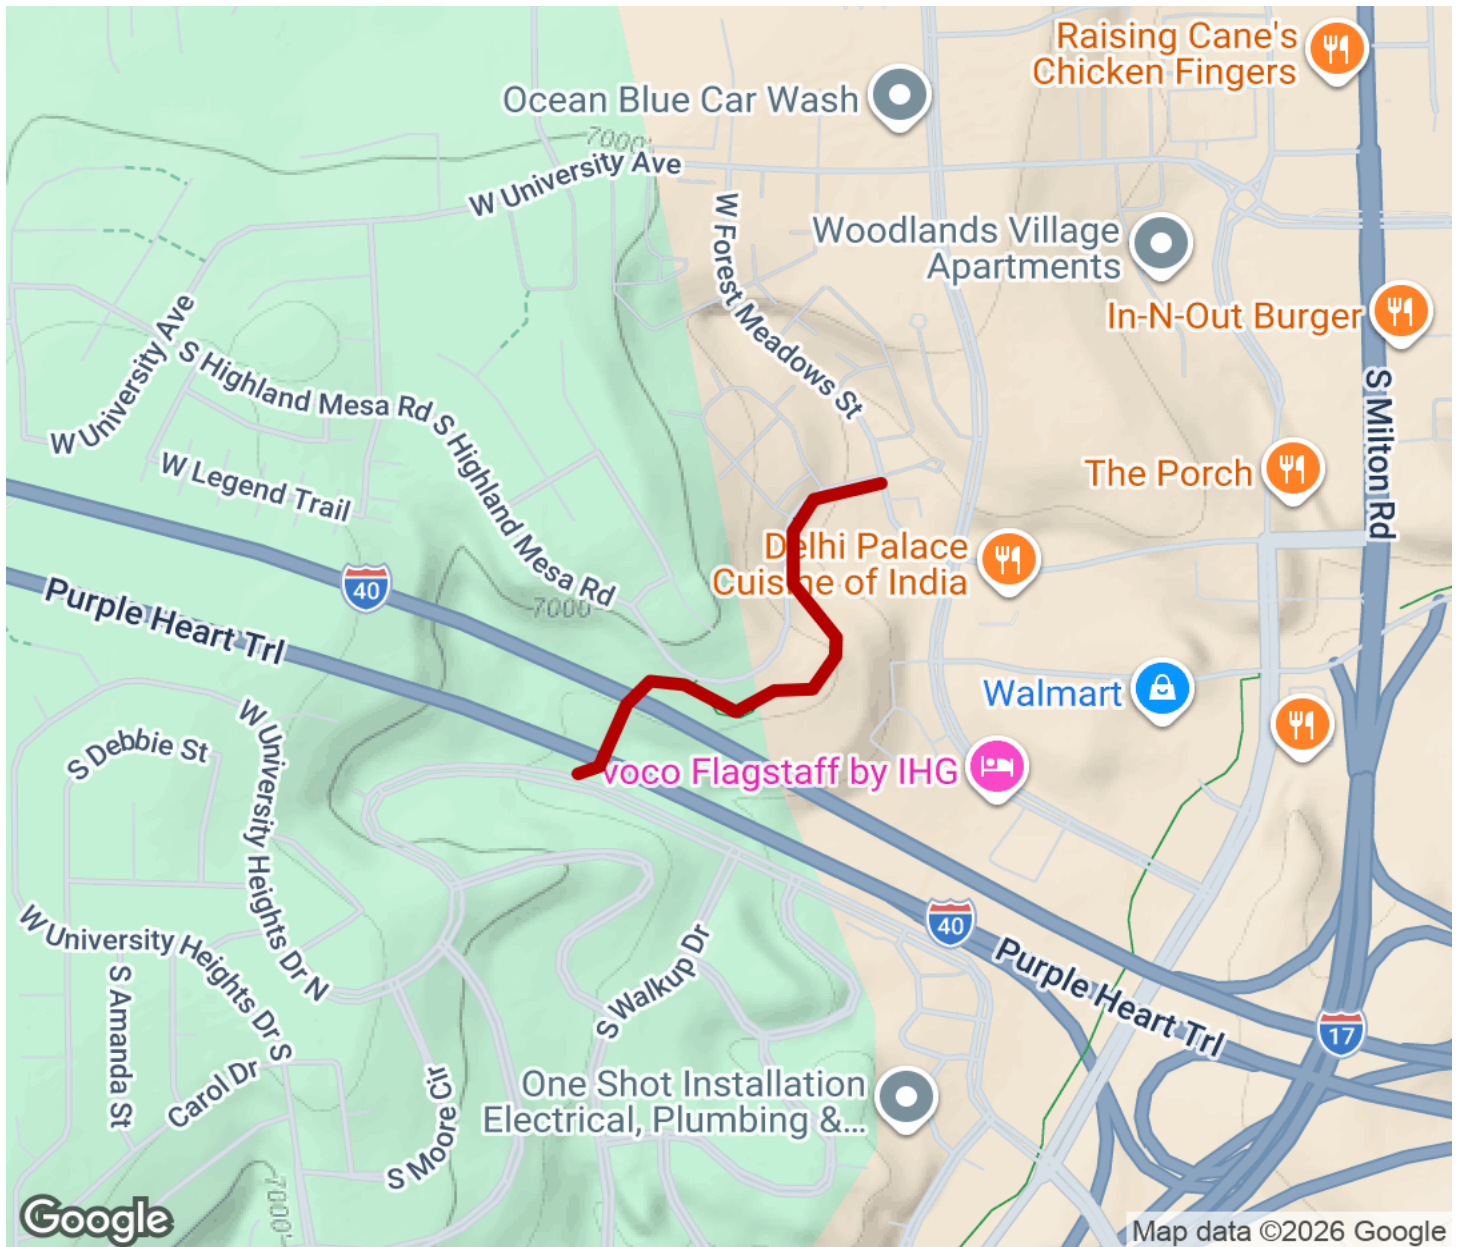 Raising Cane's
Chicken Fingers
Ocean Blue Car Wash
7000'
W University Ave
W Forest Meadows St
Woodlands Village
Apartments
In-N-Out Burger
W University Ave
S Highland Mesa Rd
S Highland Mesa Rd
S Milton Rd
W Legend Trail
The Porch
Delhi Palace
Cuisine of India
40
7000
Purple Heart Trl
Walmart
W University Heights Dr N
S Debbie St
voco Flagstaff by IHG
W University Heights Dr S
40
Purple Heart Trl
S Walkup Dr
S Amanda St
17
Carol Dr
S Moore Cir
One Shot Installation
Electrical, Plumbing &...
7000'
Google
Map data ©2026 Google